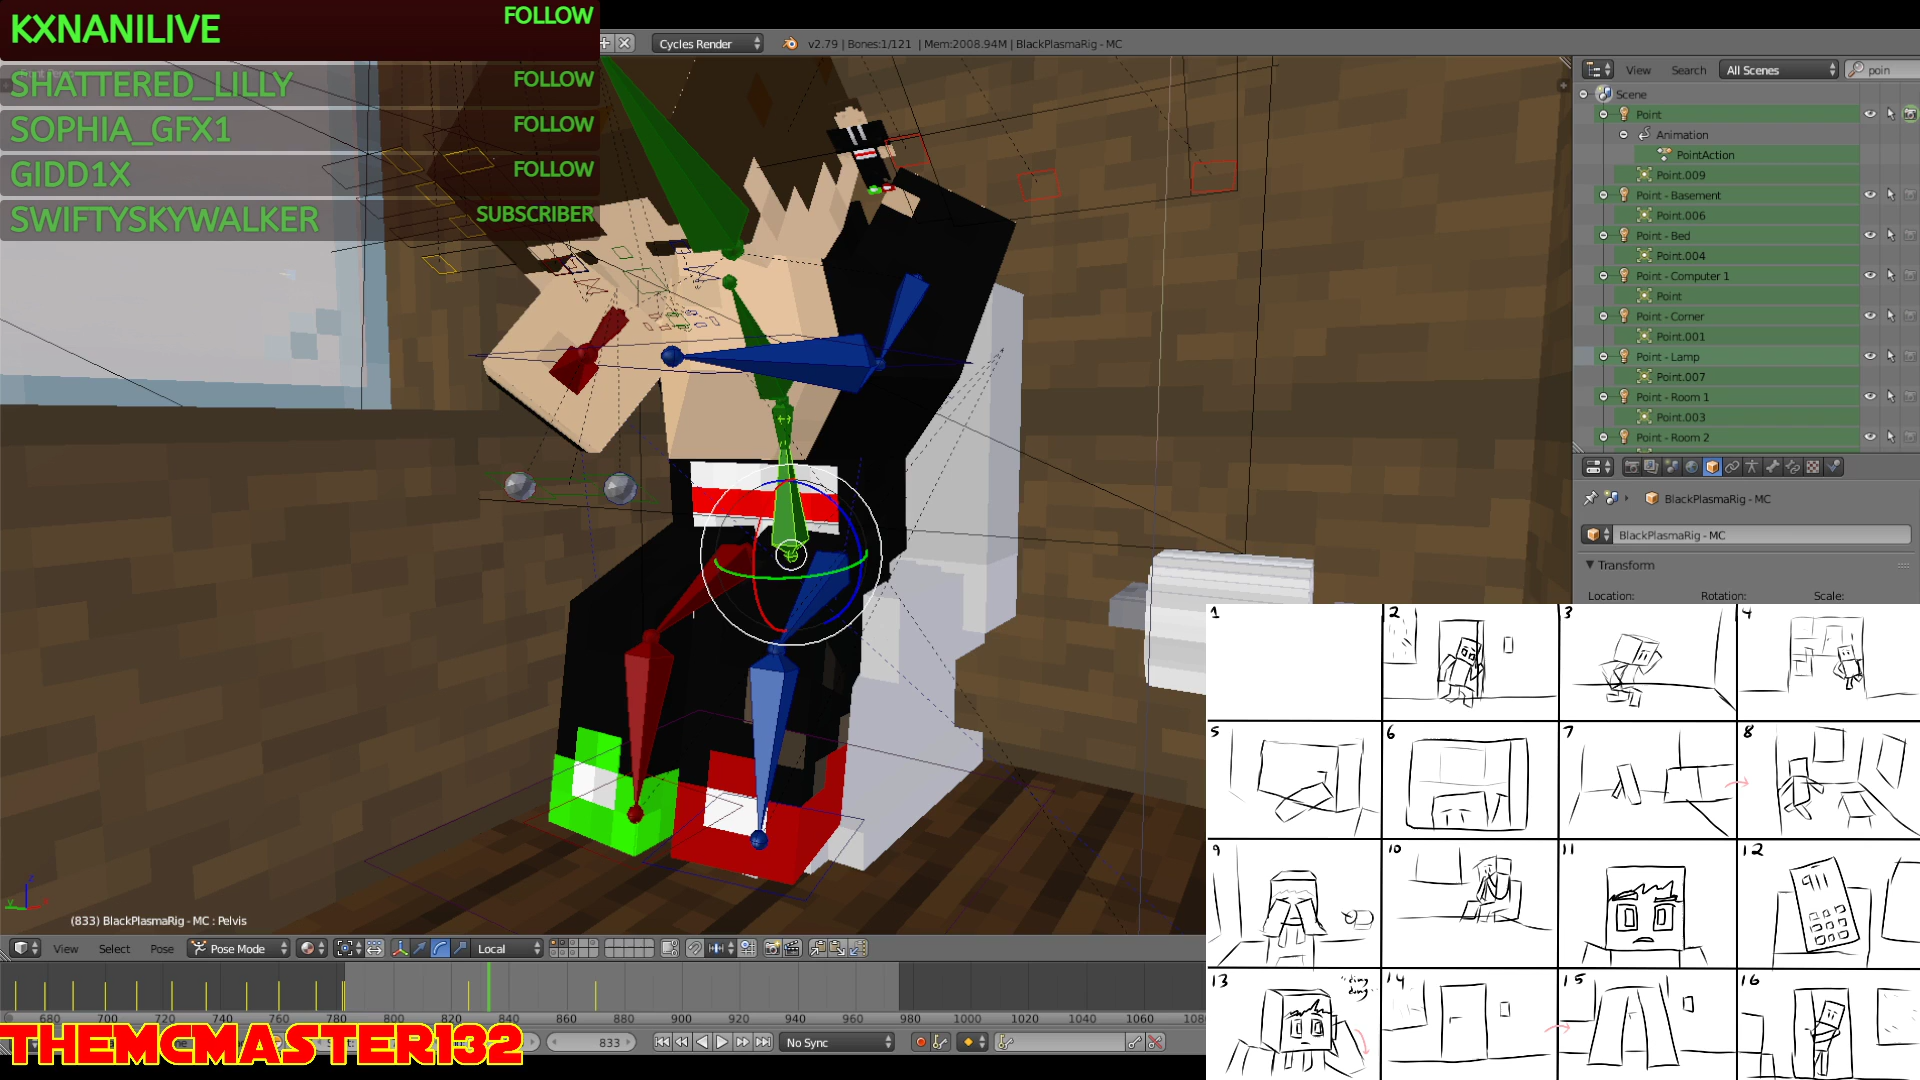 KXNANILIVE FOLLOW
SHATTERED_LILLY FOLLOW
SOPHIA_GFX1 FOLLOW
GIDD1X FOLLOW
SWIFTYSKYWALKER SUBSCRIBER
Cycles Render v2.79 | Bones:1/121 | Mem:2008.94M | BlackPlasmaRig - MC
View Search All Scenes poin
Scene
Point
Animation
PointAction
Point.009
Point - Basement
Point.006
Point - Bed
Point.004
Point - Computer 1
Point
Point - Corner
Point.001
Point - Lamp
Point.007
Point - Room 1
Point.003
Point - Room 2
BlackPlasmaRig - MC
BlackPlasmaRig - MC
Transform
Location: Rotation: Scale:
1 2 3 4
5 6 7 8
9 10 11 12
911
13 14 15 16
"ding dong"
(833) BlackPlasmaRig - MC : Pelvis
View Select Pose Pose Mode Local
680 700 720 740 760 780 800 820 840 860 880 900 920 940 960 980 1000 1020 1040 1060
THEMCMASTER132
833 No Sync